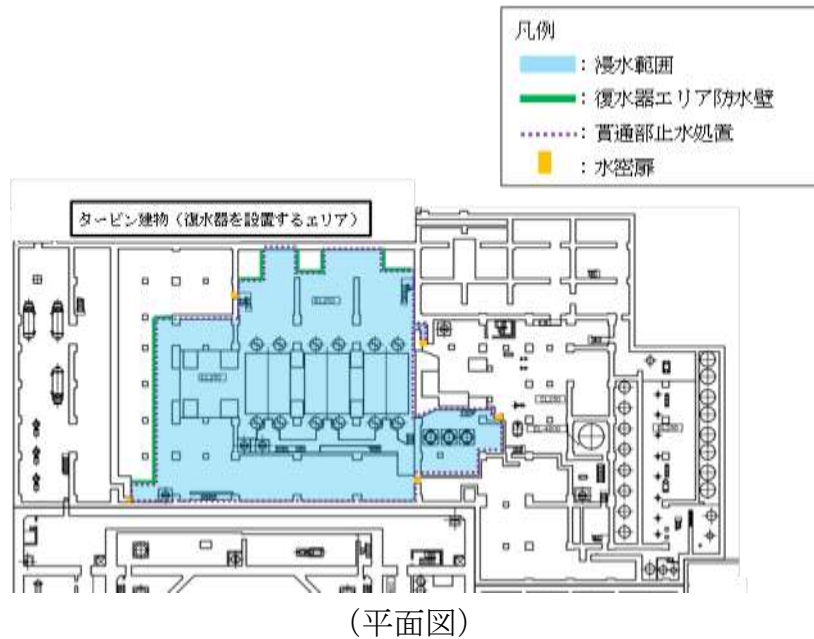 凡例
：浸水範囲
：復水器エリア防水壁
：貫通部止水処置
：水密扉
タービン建物（復水器を設置するエリア）
（平面図）